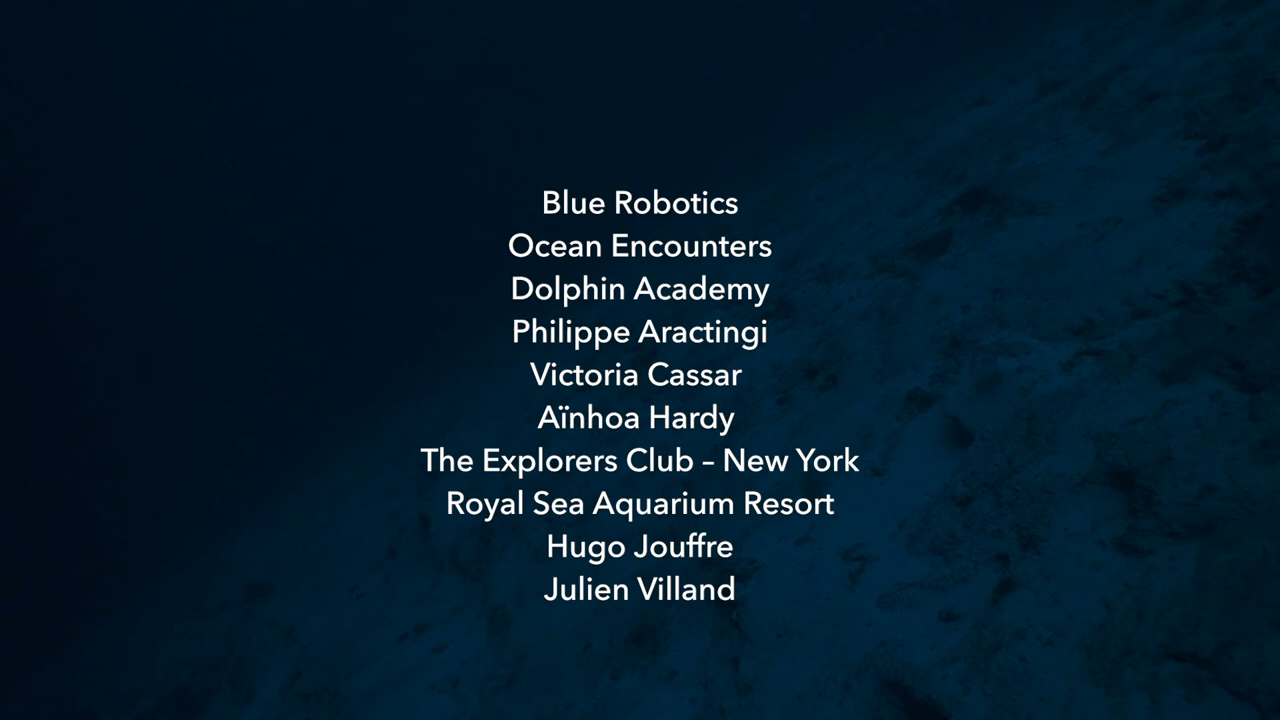 Blue Robotics
Ocean Encounters
Dolphin Academy
Philippe Aractingi
Victoria Cassar
Aïnhoa Hardy
The Explorers Club – New York
Royal Sea Aquarium Resort
Hugo Jouffre
Julien Villand